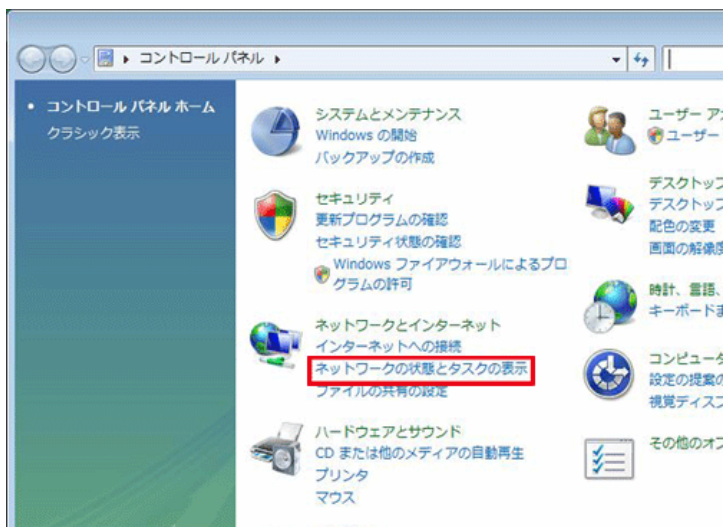 コントロール パネル
コントロール パネル ホーム
クラシック表示
システムとメンテナンス
Windows の開始
バックアップの作成
セキュリティ
更新プログラムの確認
セキュリティ状態の確認
Windows ファイアウォールによるプロ
グラムの許可
ネットワークとインターネット
インターネットへの接続
ネットワークの状態とタスクの表示
ファイルの共有の設定
ハードウェアとサウンド
CD または他のメディアの自動再生
プリンタ
マウス
ユーザー ア
ユーザー
デスクトップ
デスクトップ
配色の変更
画面の解像度
時計、言語、
キーボードま
コンピュータ
設定の提案の
視覚ディスプ
その他のオプ